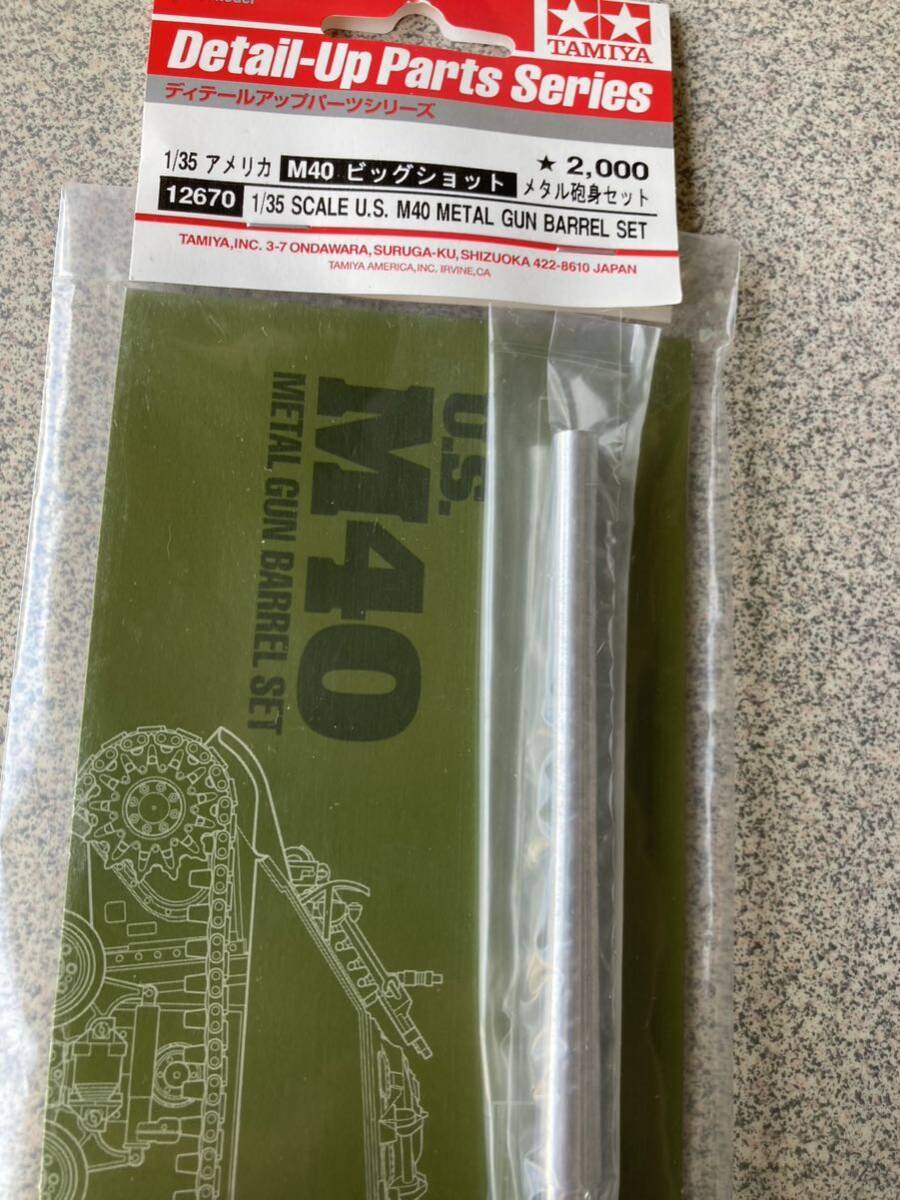 TAMIYA
Detail-Up Parts Series
ディテールアップパーツシリーズ
1/35 アメリカ M40 ビッグショット メタル砲身セット
★ 2,000
12670 1/35 SCALE U.S. M40 METAL GUN BARREL SET
TAMIYA,INC. 3-7 ONDAWARA, SURUGA-KU, SHIZUOKA 422-8610 JAPAN
TAMIYA AMERICA,INC. IRVINE,CA
U.S.
M40
METAL GUN BARREL SET